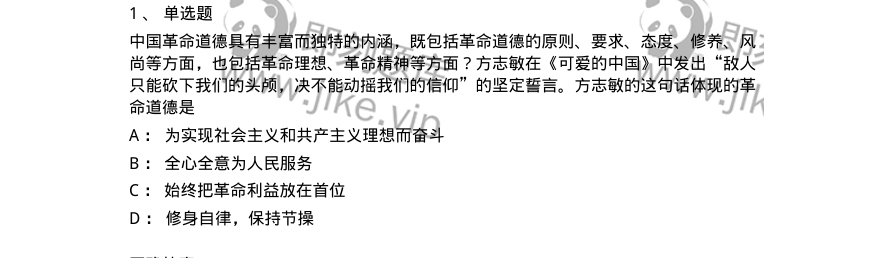 1、 单选题
中国革命道德具有丰富而独特的内涵，既包括革命道德的原则、要求、态度、修养、风
尚等方面，也包括革命理想、革命精神等方面？方志敏在《可爱的中国》中发出“敌人
只能砍下我们的头颅，决不能动摇我们的信仰”的坚定誓言。方志敏的这句话体现的革
命道德是
A： 为实现社会主义和共产主义理想而奋斗
B： 全心全意为人民服务
C： 始终把革命利益放在首位
D： 修身自律，保持节操
即刻题库
www.jike.vip